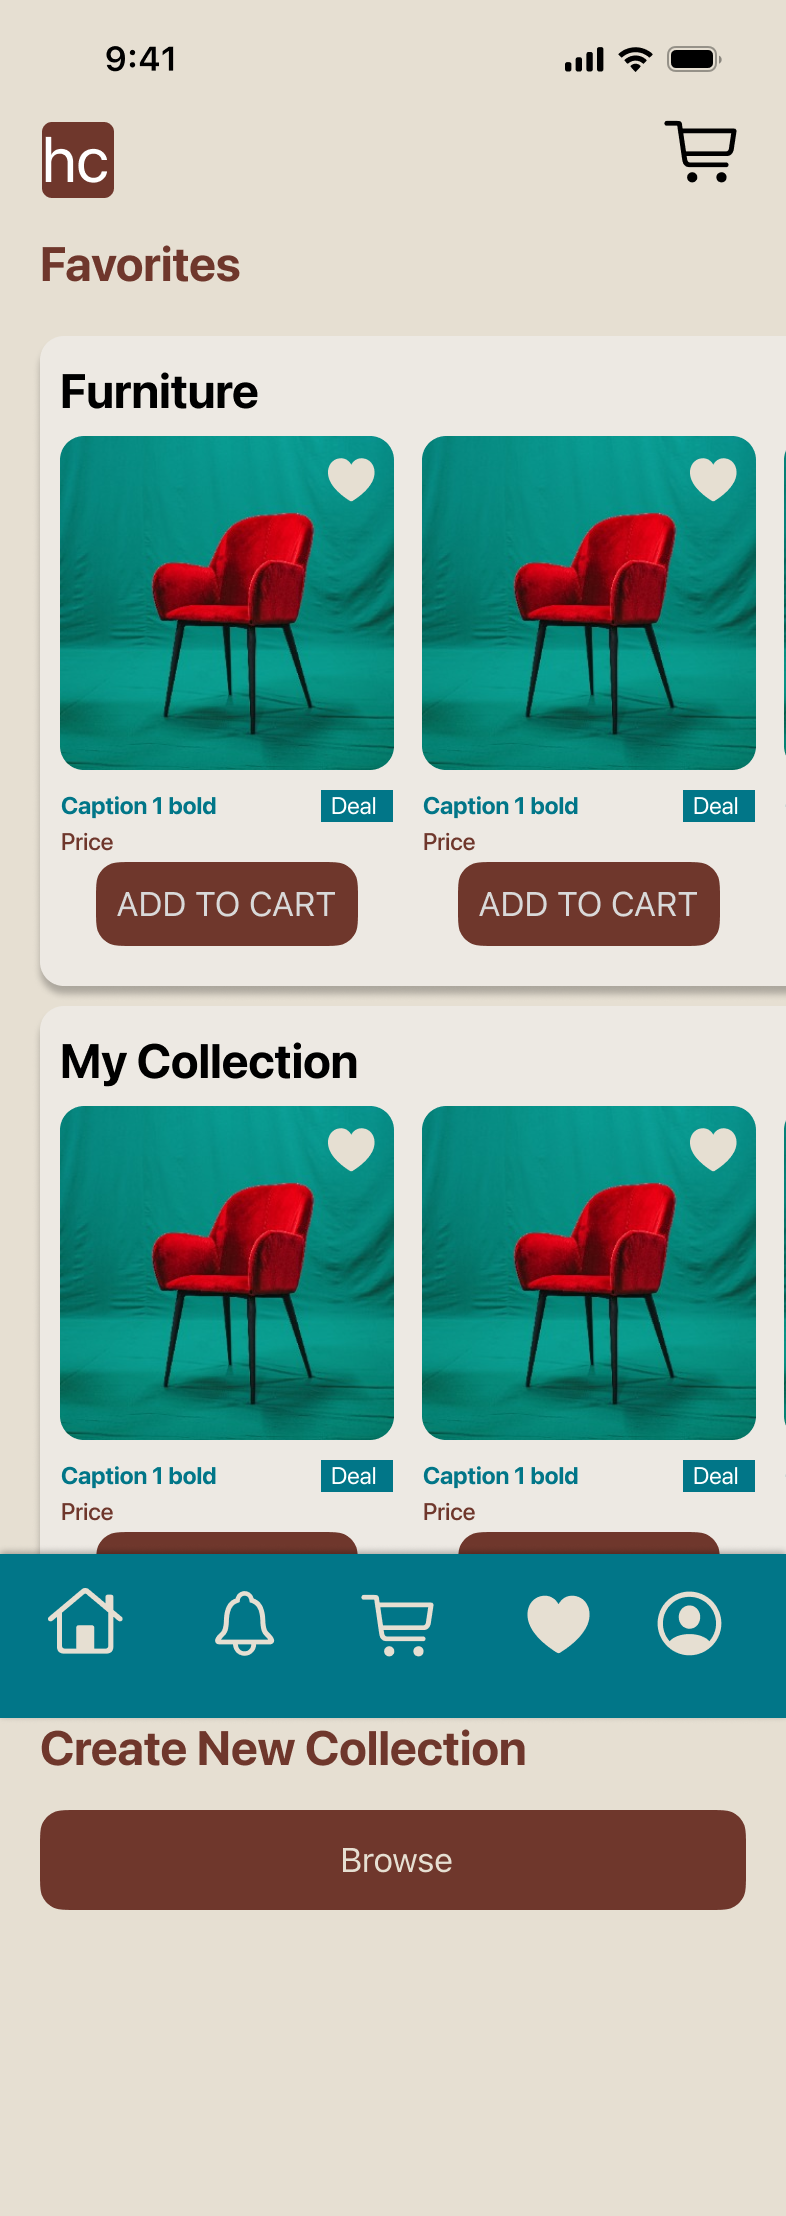 9:41
hc
Favorites
Furniture
Caption 1 bold Deal Caption 1 bold Deal
Price Price
ADD TO CART ADD TO CART
My Collection
Caption 1 bold Deal Caption 1 bold Deal
Price Price
Create New Collection
Browse